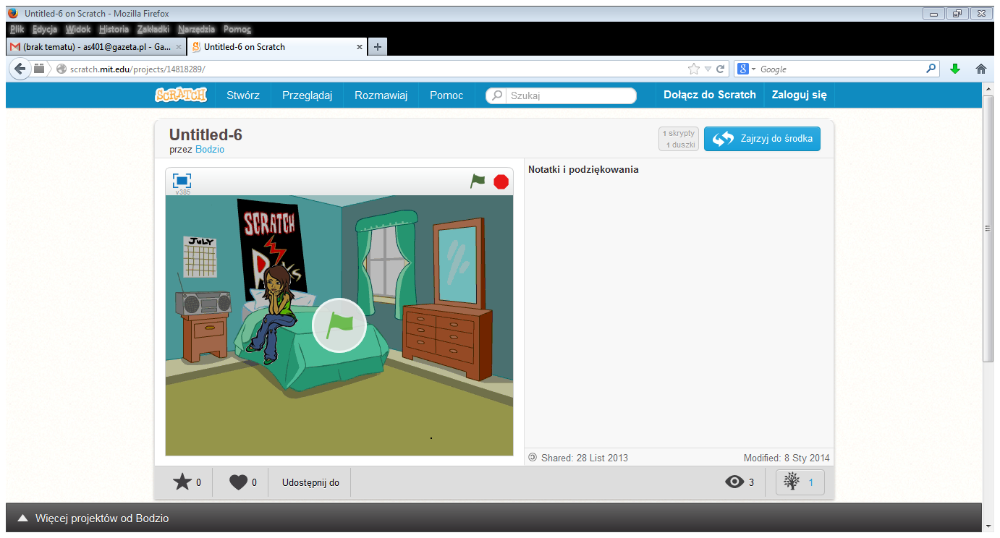 Untitled-6 on Scratch - Mozilla Firefox
Plik Edycja Widok Historia Zakładki Narzędzia Pomoc
(brak tematu) - as401@gazeta.pl - Ga... × Untitled-6 on Scratch × +
scratch.mit.edu/projects/14818289/ 8 Google
SCRATCH Stwórz Przeglądaj Rozmawiaj Pomoc Szukaj Dołącz do Scratch Zaloguj się
Untitled-6
przez Bodzio
1 skrypty
1 duszki
Zajrzyj do środka
v385
Notatki i podziękowania
SCRATCH
JULY
Shared: 28 List 2013 Modified: 8 Sty 2014
0 0 Udostępnij do 3 1
Więcej projektów od Bodzio